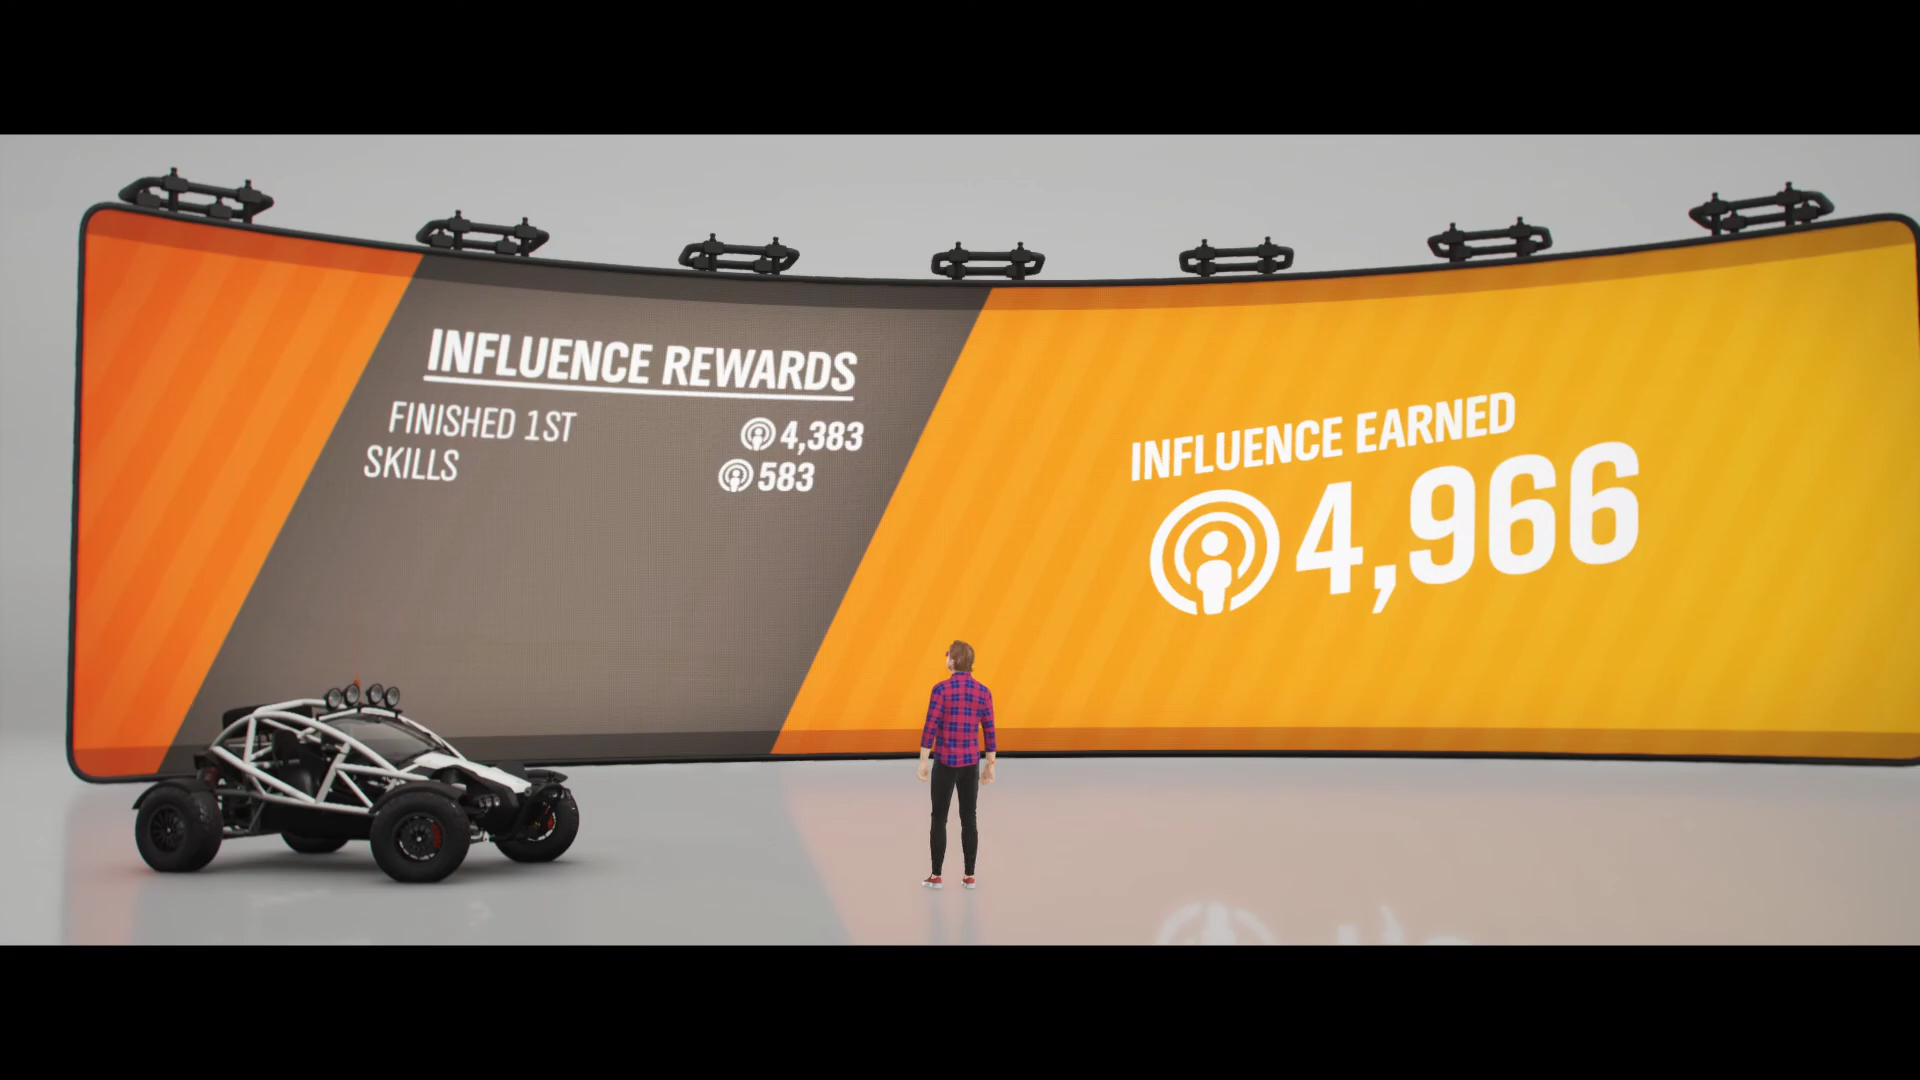 INFLUENCE REWARDS
FINISHED 1ST 4,383
SKILLS 583
INFLUENCE EARNED
4,966